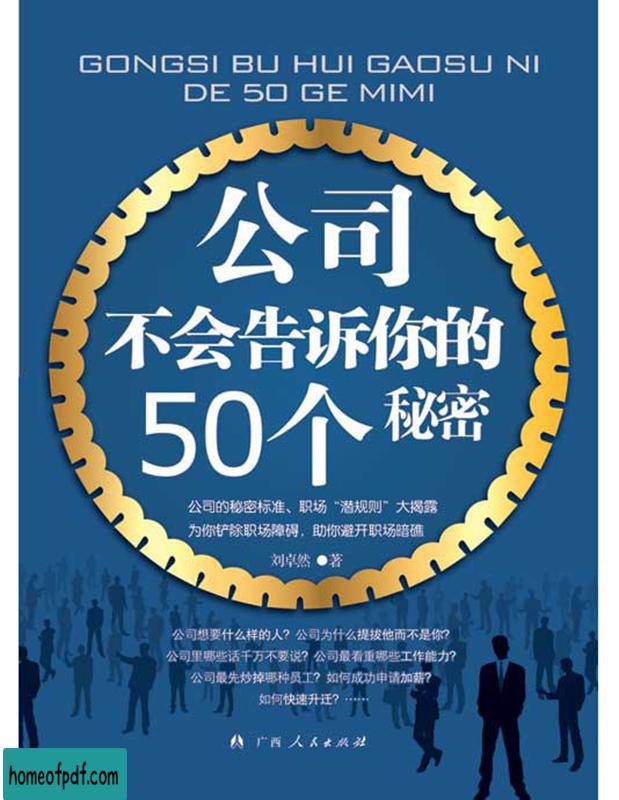 GONGSI BU HUI GAOSU NI
DE 50 GE MIMI
公司
不会告诉你的
50个秘密
公司的秘密标准、职场“潜规则”大揭露
为你铲除职场障碍，助你避开职场暗礁
刘卓然●著
公司想要什么样的人？公司为什么提拔他而不是你？
公司里哪些话千万不要说？公司最看重哪些工作能力？
公司最先炒掉哪种员工？如何成功申请加薪？
如何快速升迁？……
广西人民出版社
homeofpdf.com